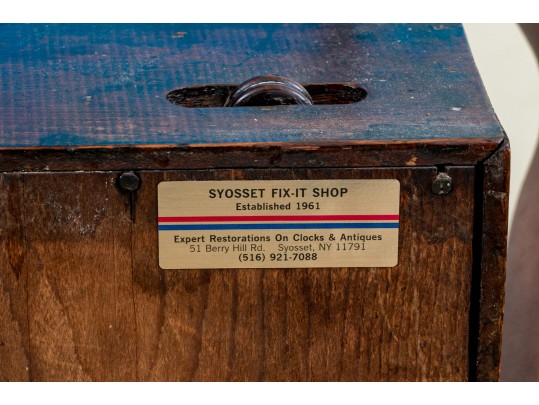 SYOSSET FIX-IT SHOP
Established 1961
Expert Restorations On Clocks & Antiques
51 Berry Hill Rd. Syosset, NY 11791
(516) 921-7088